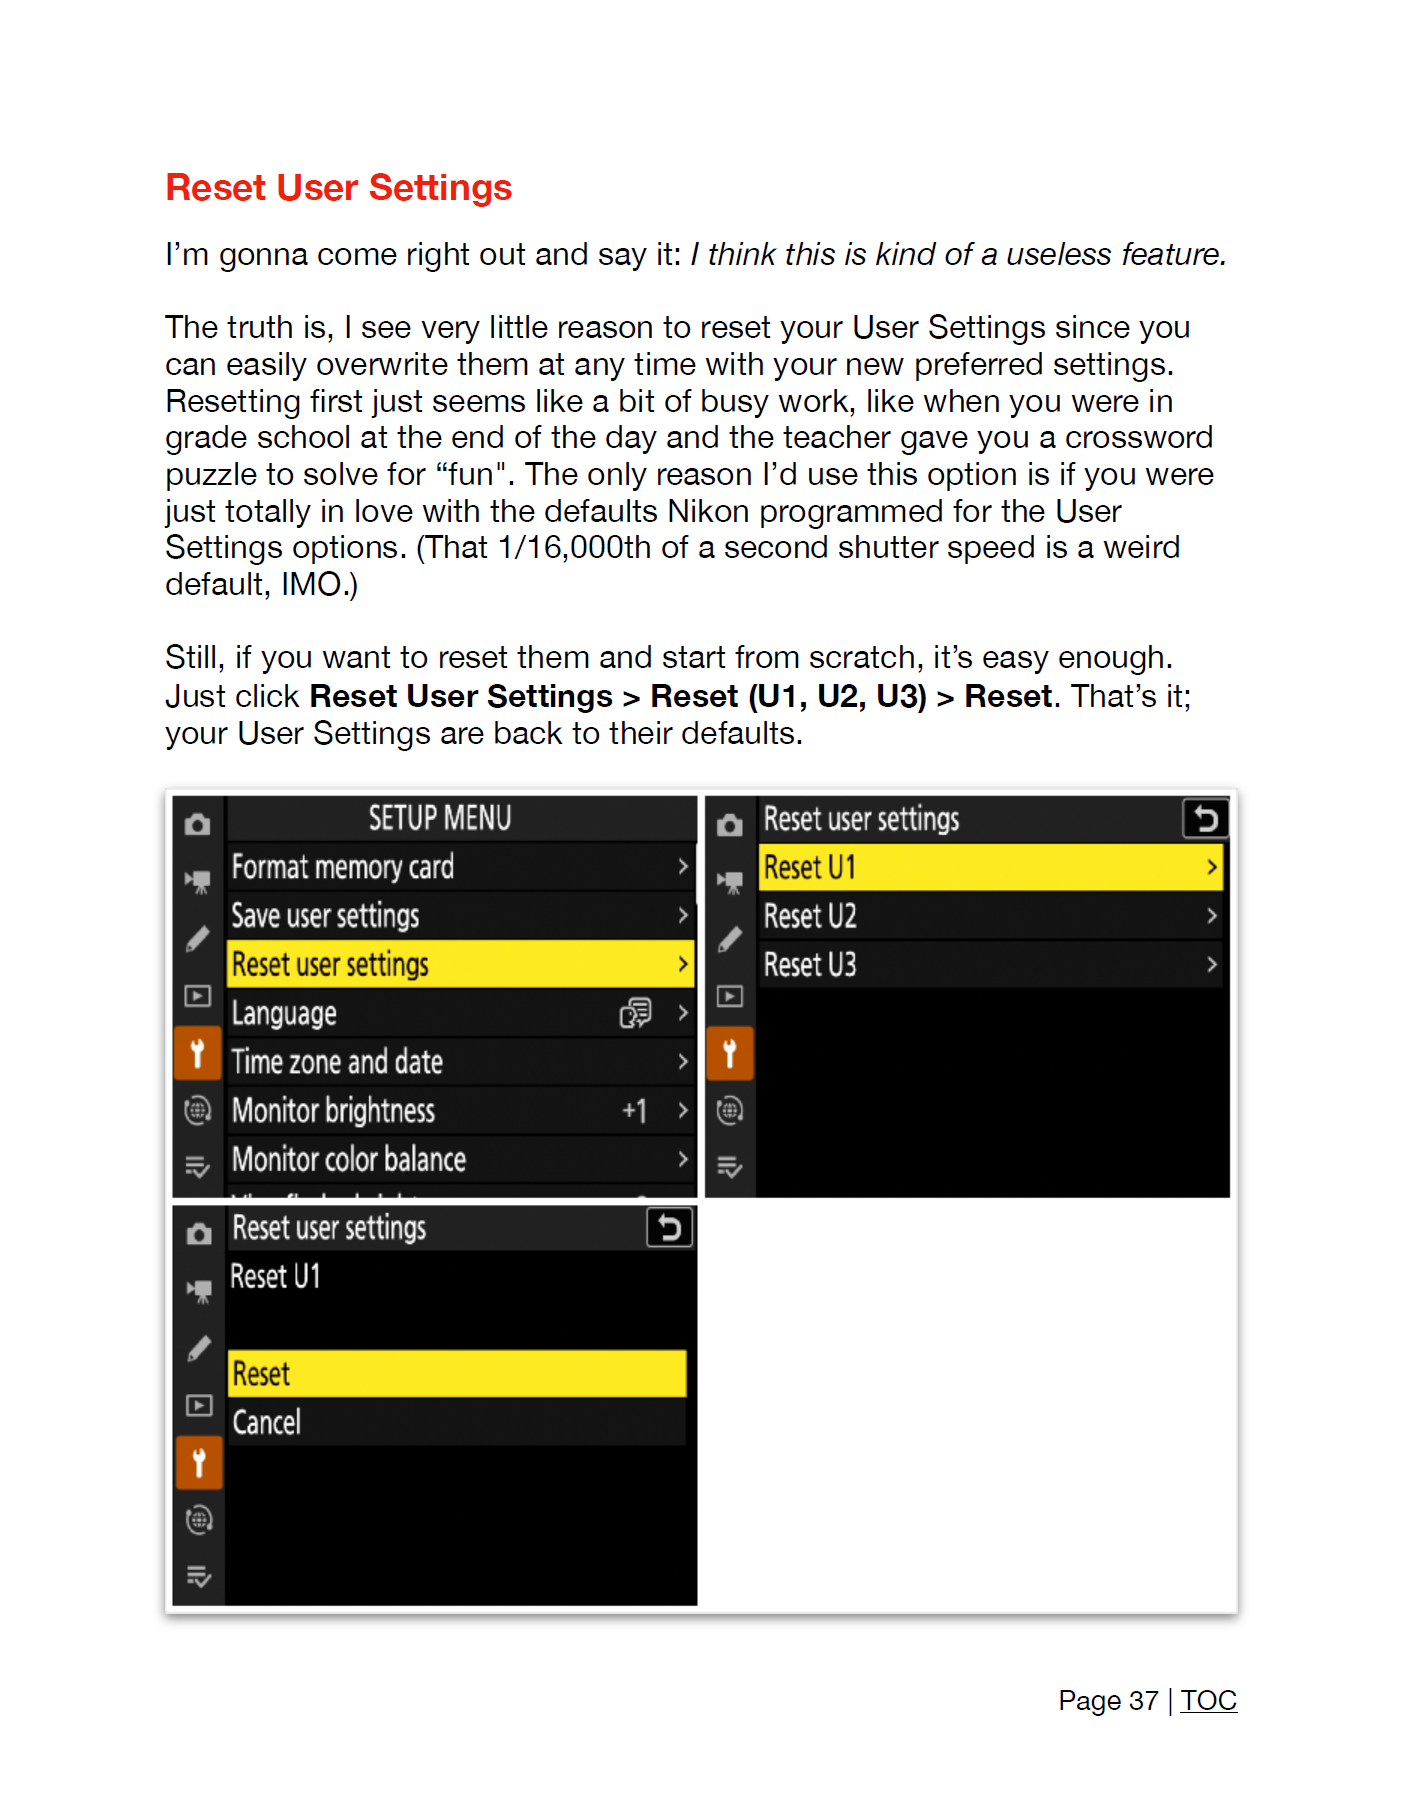 Reset User Settings
I’m gonna come right out and say it: I think this is kind of a useless feature.
The truth is, I see very little reason to reset your User Settings since you
can easily overwrite them at any time with your new preferred settings.
Resetting first just seems like a bit of busy work, like when you were in
grade school at the end of the day and the teacher gave you a crossword
puzzle to solve for “fun". The only reason I’d use this option is if you were
just totally in love with the defaults Nikon programmed for the User
Settings options. (That 1/16,000th of a second shutter speed is a weird
default, IMO.)
Still, if you want to reset them and start from scratch, it’s easy enough.
Just click Reset User Settings > Reset (U1, U2, U3) > Reset. That’s it;
your User Settings are back to their defaults.
SETUP MENU
Format memory card
Save user settings
Reset user settings
Language
Time zone and date
Monitor brightness +1
Monitor color balance
Reset user settings
Reset U1
Reset U2
Reset U3
Reset user settings
Reset U1
Reset
Cancel
Page 37 | TOC